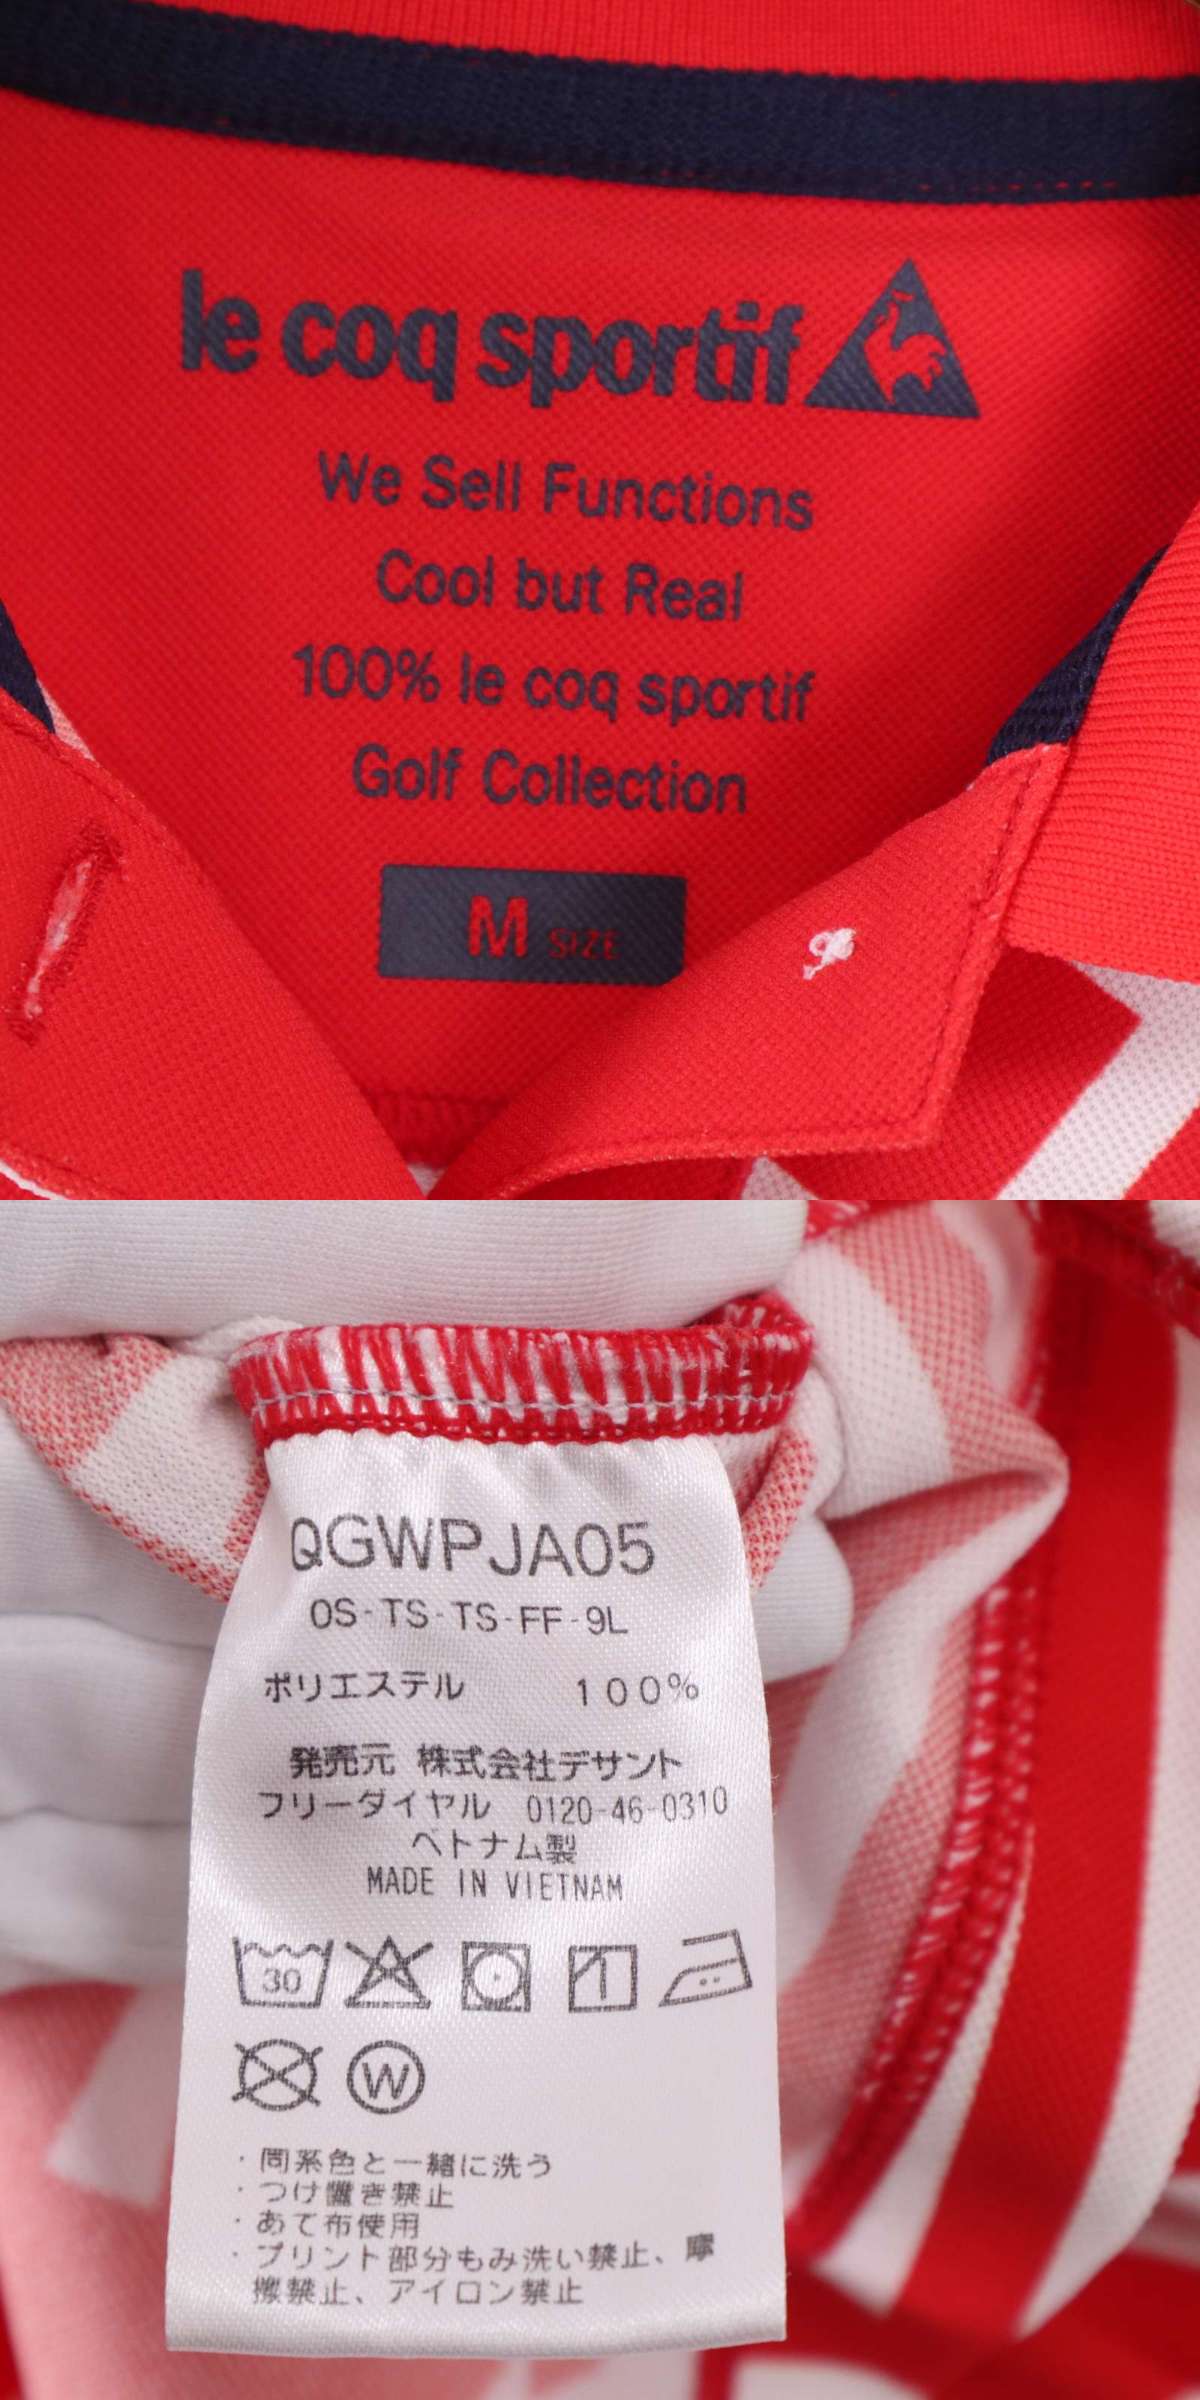 le coq sportif
We Sell Functions
Cool but Real
100% le coq sportif
Golf Collection
M SIZE
QGWPJA05
OS-TS-TS-FF-9L
ポリエステル 100%
発売元 株式会社デサント
フリーダイヤル 0120-46-0310
ベトナム製
MADE IN VIETNAM
30
W
・同系色と一緒に洗う
・つけ置き禁止
・あて布使用
・プリント部分もみ洗い禁止、摩
擦禁止、アイロン禁止